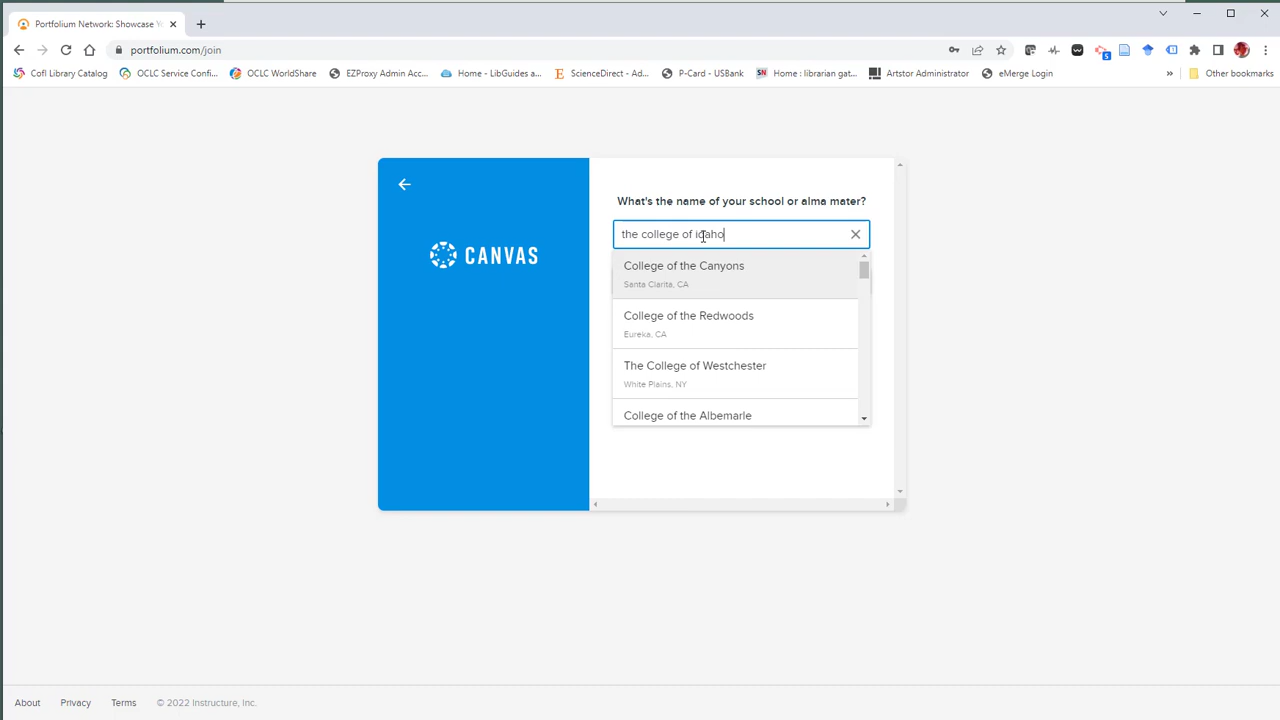 Portfolium Network: Showcase Y
portfolium.com/join
CofI Library Catalog
OCLC Service Confi...
OCLC WorldShare
EZProxy Admin Acc...
Home - LibGuides a...
ScienceDirect - Ad...
P-Card - USBank
SN
Home : librarian gat...
Artstor Administrator
eMerge Login
»
Other bookmarks
CANVAS
What's the name of your school or alma mater?
the college of idaho
College of the Canyons
Santa Clarita, CA
College of the Redwoods
Eureka, CA
The College of Westchester
White Plains, NY
College of the Albemarle
About
Privacy
Terms
© 2022 Instructure, Inc.